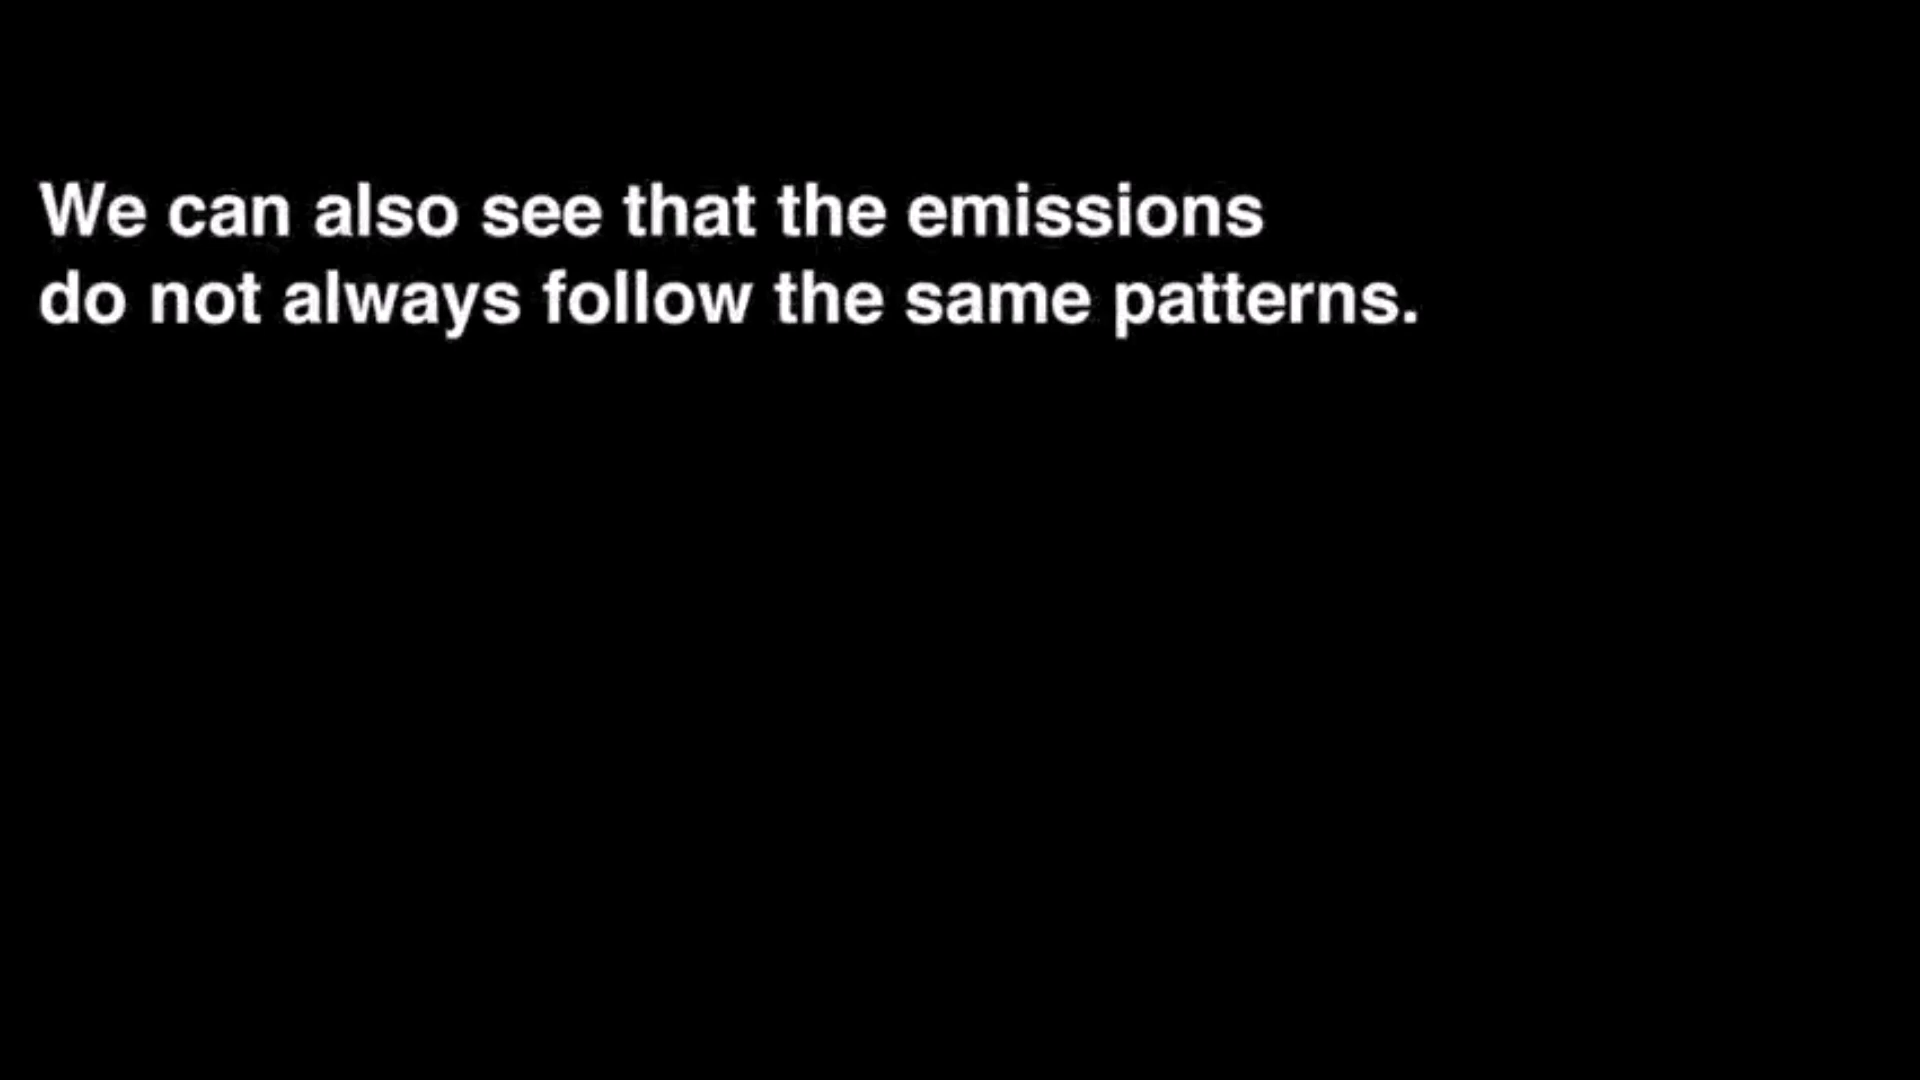 We can also see that the emissions
do not always follow the same patterns.